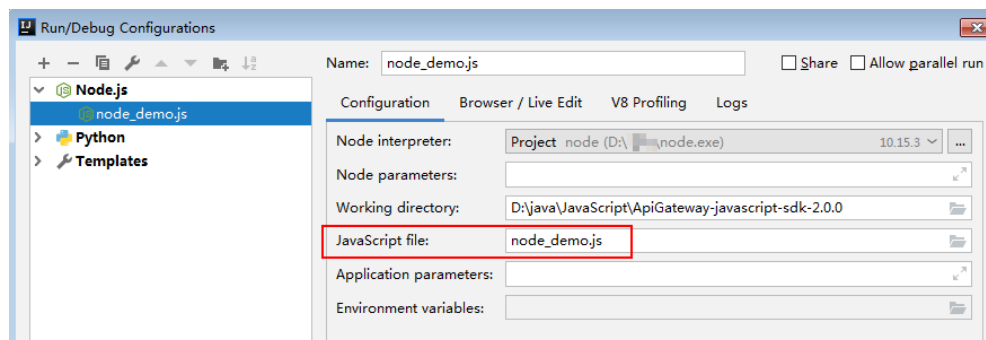 Run/Debug Configurations
Name: node_demo.js Share Allow parallel run
Node.js
node_demo.js
Python
Templates
Configuration Browser / Live Edit V8 Profiling Logs
Node interpreter: Project node (D:\ \node.exe) 10.15.3 ...
Node parameters:
Working directory: D:\java\JavaScript\ApiGateway-javascript-sdk-2.0.0
JavaScript file: node_demo.js
Application parameters:
Environment variables: